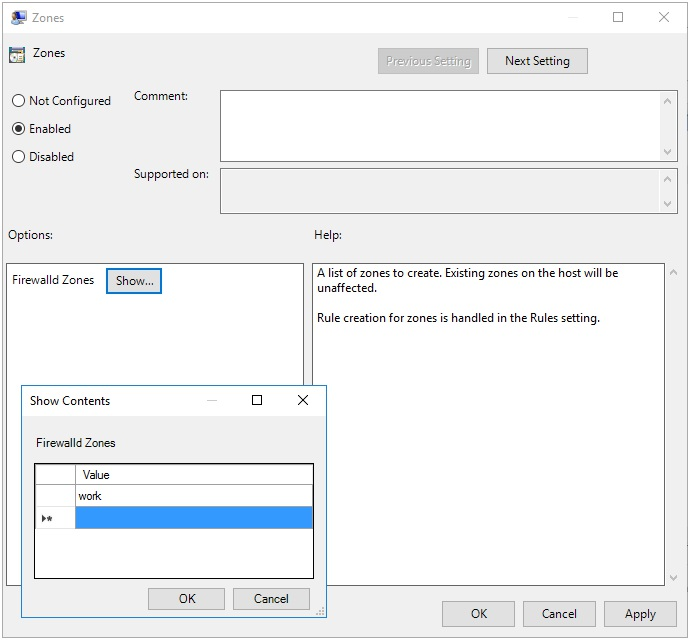 Zones
Zones
Previous Setting
Next Setting
Not Configured
Comment:
Enabled
Disabled
Supported on:
Options:
Help:
Firewalld Zones
Show...
A list of zones to create. Existing zones on the host will be
unaffected.
Rule creation for zones is handled in the Rules setting.
Show Contents
Firewalld Zones
Value
work
OK
Cancel
OK
Cancel
Apply